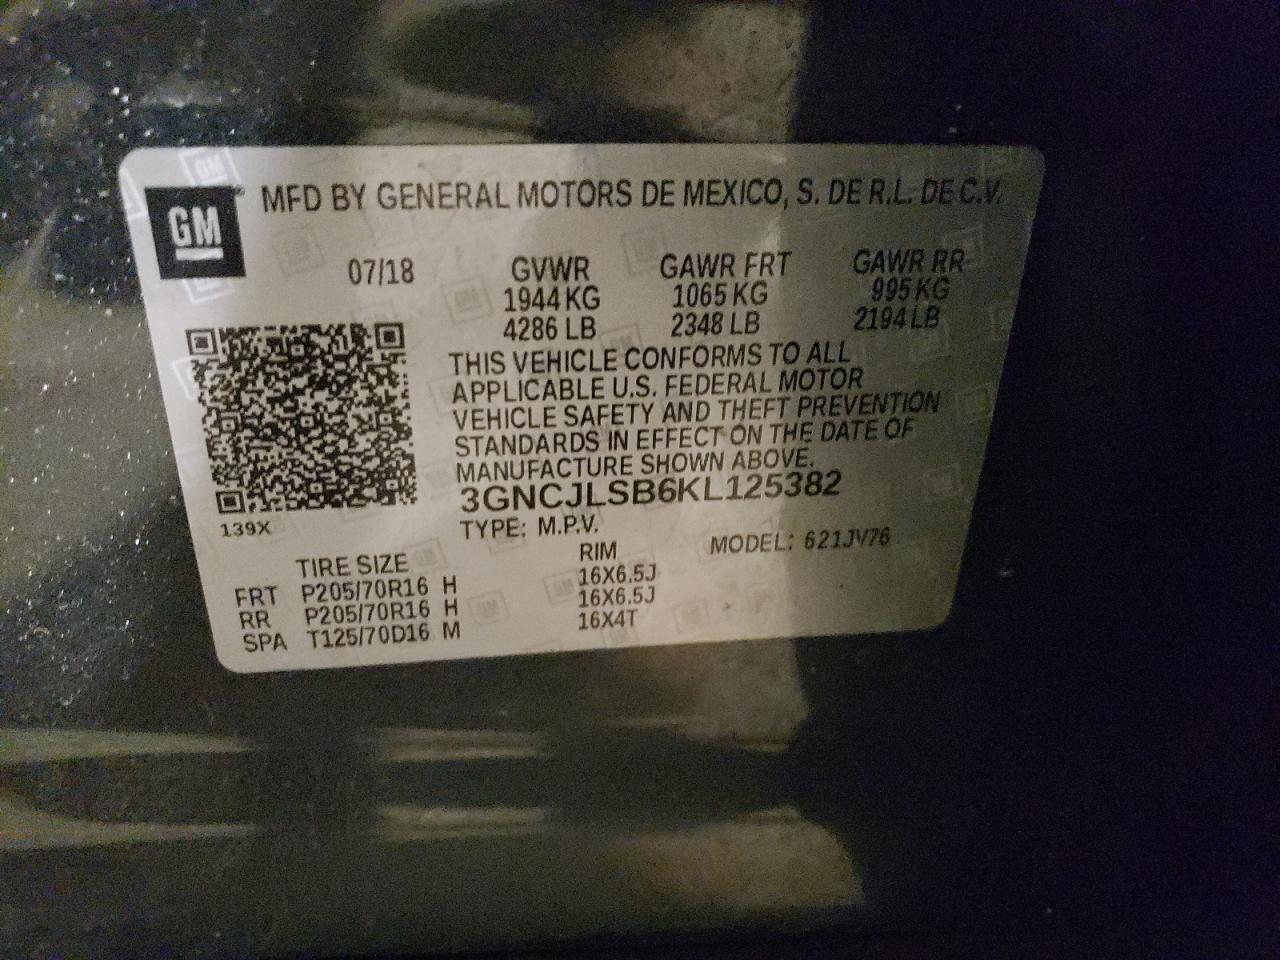 GM MFD BY GENERAL MOTORS DE MEXICO, S. DE R.L. DE C.V.
07/18 GVWR GAWR FRT GAWR RR
1944 KG 1065 KG 995 KG
4286 LB 2348 LB 2194 LB
THIS VEHICLE CONFORMS TO ALL
APPLICABLE U.S. FEDERAL MOTOR
VEHICLE SAFETY AND THEFT PREVENTION
STANDARDS IN EFFECT ON THE DATE OF
MANUFACTURE SHOWN ABOVE.
3GNCJLSB6KL125382
139X
TYPE: M.P.V. MODEL: 621JV76
TIRE SIZE RIM
FRT P205/70R16 H 16X6.5J
RR P205/70R16 H 16X6.5J
SPA T125/70D16 M 16X4T